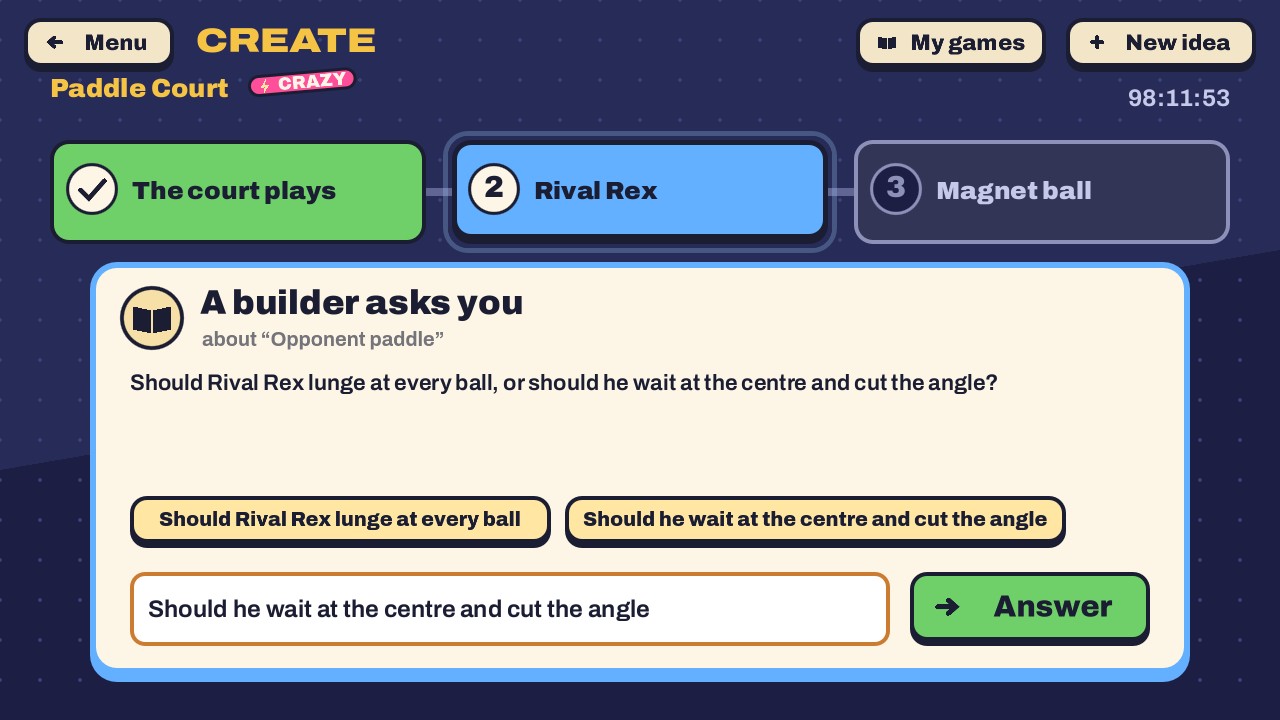 Menu
CREATE
My games
New idea
Paddle Court
CRAZY
98:11:53
The court plays
2
Rival Rex
3
Magnet ball
A builder asks you
about “Opponent paddle”
Should Rival Rex lunge at every ball, or should he wait at the centre and cut the angle?
Should Rival Rex lunge at every ball
Should he wait at the centre and cut the angle
Should he wait at the centre and cut the angle
Answer